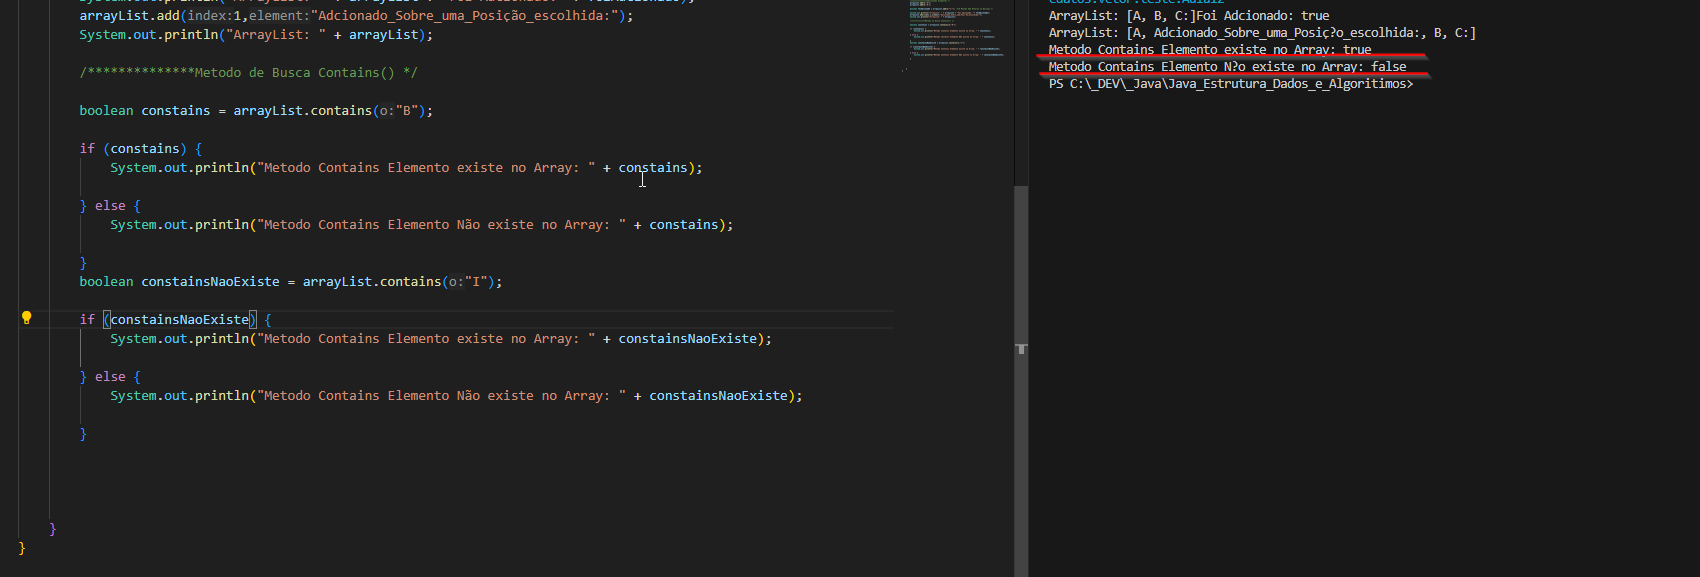 arrayList.add(index:1,element:"Adcionado_Sobre_uma_Posição_escolhida:");
System.out.println("ArrayList: " + arrayList);
/**************Metodo de Busca Contains() */
boolean constains = arrayList.contains(o:"B");
if (constains) {
System.out.println("Metodo Contains Elemento existe no Array: " + constains);
} else {
System.out.println("Metodo Contains Elemento Não existe no Array: " + constains);
}
boolean constainsNaoExiste = arrayList.contains(o:"I");
if (constainsNaoExiste) {
System.out.println("Metodo Contains Elemento existe no Array: " + constainsNaoExiste);
} else {
System.out.println("Metodo Contains Elemento Não existe no Array: " + constainsNaoExiste);
}
}
}
ArrayList: [A, B, C:]Foi Adcionado: true
ArrayList: [A, Adcionado_Sobre_uma_Posiç?o_escolhida:, B, C:]
Metodo Contains Elemento existe no Array: true
Metodo Contains Elemento N?o existe no Array: false
PS C:\_DEV\_Java\Java_Estrutura_Dados_e_Algoritimos>